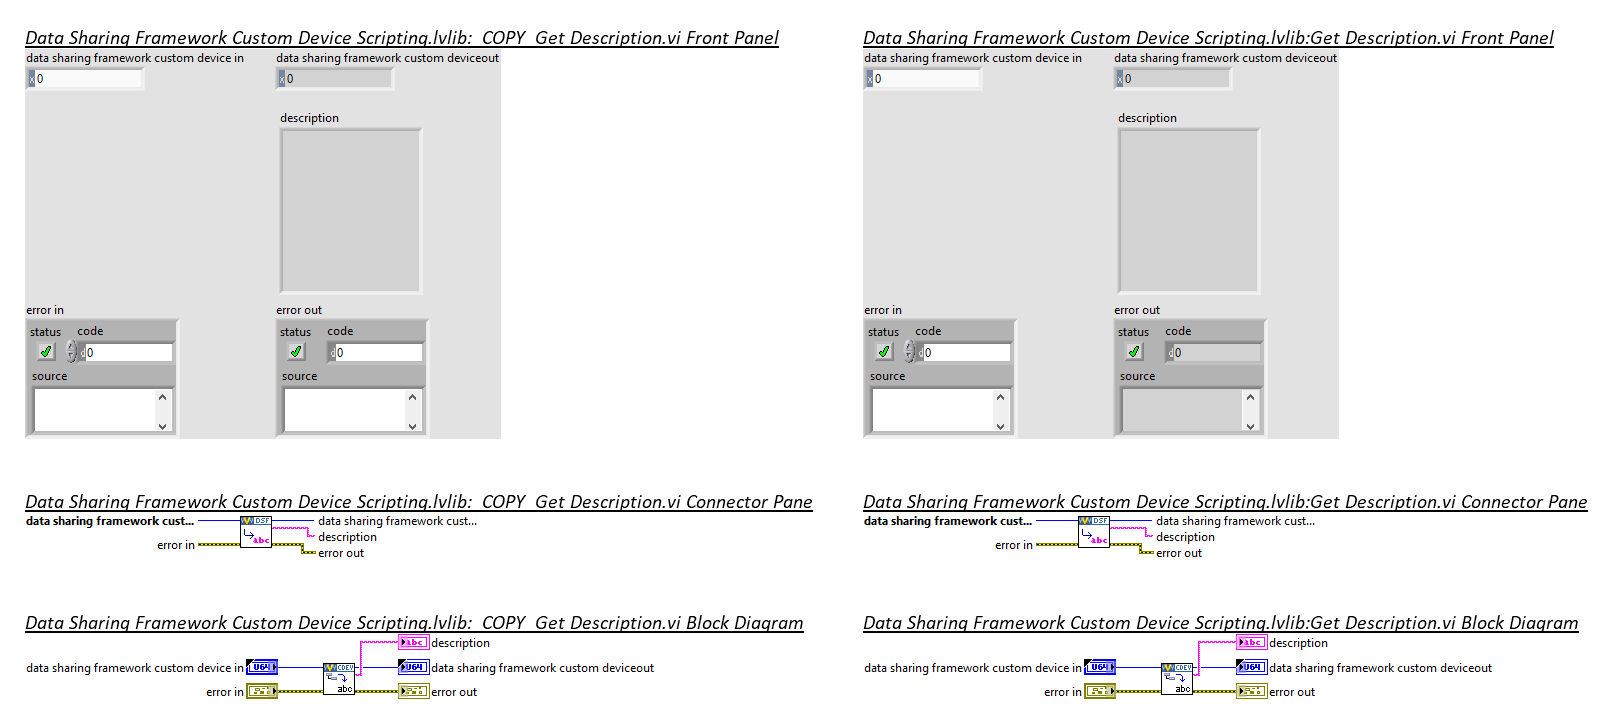 Data Sharing Framework Custom Device Scripting.lvlib:  COPY  Get Description.vi Front Panel
data sharing framework custom device in
data sharing framework custom deviceout
x 0
x 0
description
error in
error out
status
code
status
code
d 0
d 0
source
source
Data Sharing Framework Custom Device Scripting.lvlib:Get Description.vi Front Panel
data sharing framework custom device in
data sharing framework custom deviceout
x 0
x 0
description
error in
error out
status
code
status
code
d 0
d 0
source
source
Data Sharing Framework Custom Device Scripting.lvlib:  COPY  Get Description.vi Connector Pane
data sharing framework cust...
DSF
data sharing framework cust...
abc
description
error in
error out
Data Sharing Framework Custom Device Scripting.lvlib:Get Description.vi Connector Pane
data sharing framework cust...
DSF
data sharing framework cust...
abc
description
error in
error out
Data Sharing Framework Custom Device Scripting.lvlib:  COPY  Get Description.vi Block Diagram
abc
description
data sharing framework custom device in
U64
CDEV
U64
data sharing framework custom deviceout
error in
abc
error out
Data Sharing Framework Custom Device Scripting.lvlib:Get Description.vi Block Diagram
abc
description
data sharing framework custom device in
U64
CDEV
U64
data sharing framework custom deviceout
error in
abc
error out